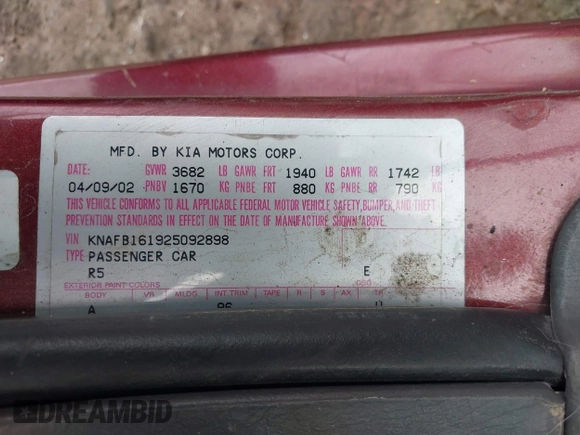 MFD. BY KIA MOTORS CORP.
DATE: GVWR 3682 LB GAWR FRT 1940 LB GAWR RR 1742 LB
04/09/02 PNBV 1670 KG PNBE FRT 880 KG PNBE RR 790 KG
THIS VEHICLE CONFORMS TO ALL APPLICABLE FEDERAL MOTOR VEHICLE SAFETY, BUMPER, AND THEFT
PREVENTION STANDARDS IN EFFECT ON THE DATE OF MANUFACTURE SHOWN ABOVE.
VIN KNAFB161925092898
TYPE PASSENGER CAR
R5 E
EXTERIOR PAINT COLORS
BODY VR MLDG INT.TRIM TAPE R S AX TR
A
DREAMBID